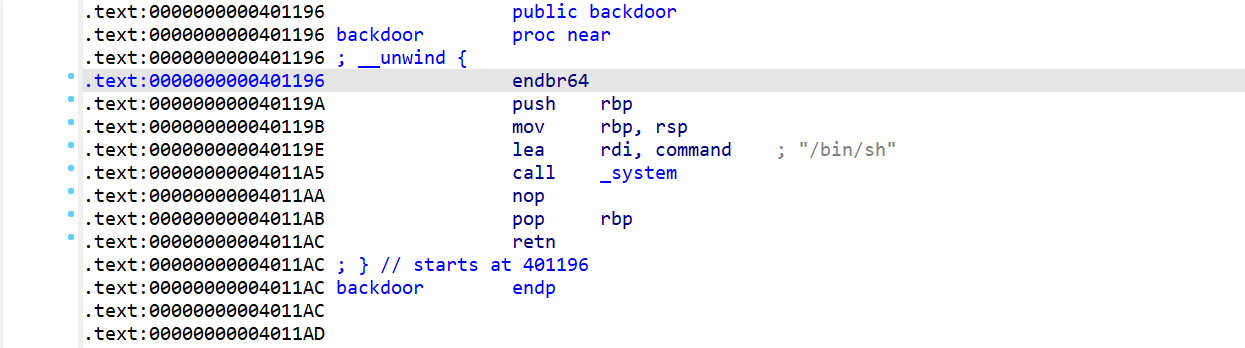 .text:0000000000401196 public backdoor
.text:0000000000401196 backdoor proc near
.text:0000000000401196 ; __unwind {
.text:0000000000401196 endbr64
.text:000000000040119A push rbp
.text:000000000040119B mov rbp, rsp
.text:000000000040119E lea rdi, command ; "/bin/sh"
.text:00000000004011A5 call _system
.text:00000000004011AA nop
.text:00000000004011AB pop rbp
.text:00000000004011AC retn
.text:00000000004011AC ; } // starts at 401196
.text:00000000004011AC backdoor endp
.text:00000000004011AC
.text:00000000004011AD